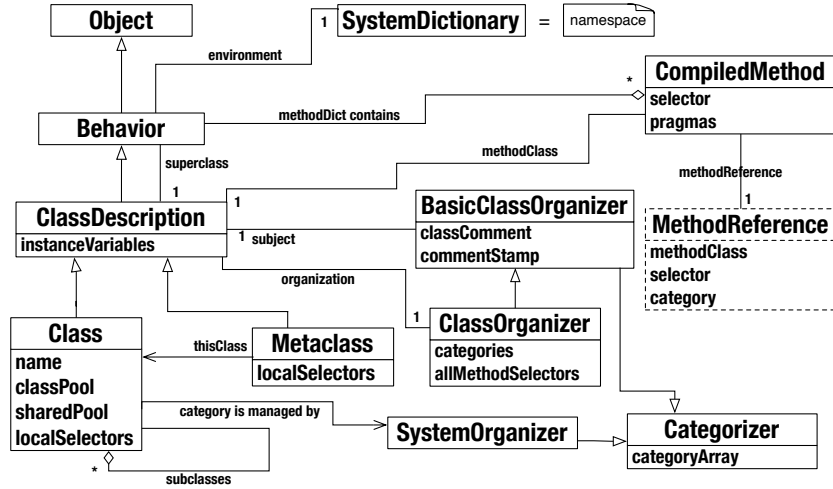 Object
SystemDictionary
=
namespace
1
environment
*
CompiledMethod
selector
pragmas
methodDict contains
Behavior
superclass
methodClass
methodReference
1
1
1
ClassDescription
instanceVariables
1
subject
BasicClassOrganizer
classComment
commentStamp
MethodReference
methodClass
selector
category
organization
1
Class
name
classPool
sharedPool
localSelectors
thisClass
Metaclass
localSelectors
ClassOrganizer
categories
allMethodSelectors
category is managed by
SystemOrganizer
Categorizer
categoryArray
*
subclasses